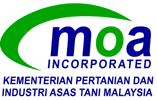 moa
INCORPORATED
KEMENTERIAN PERTANIAN DAN
INDUSTRI ASAS TANI MALAYSIA